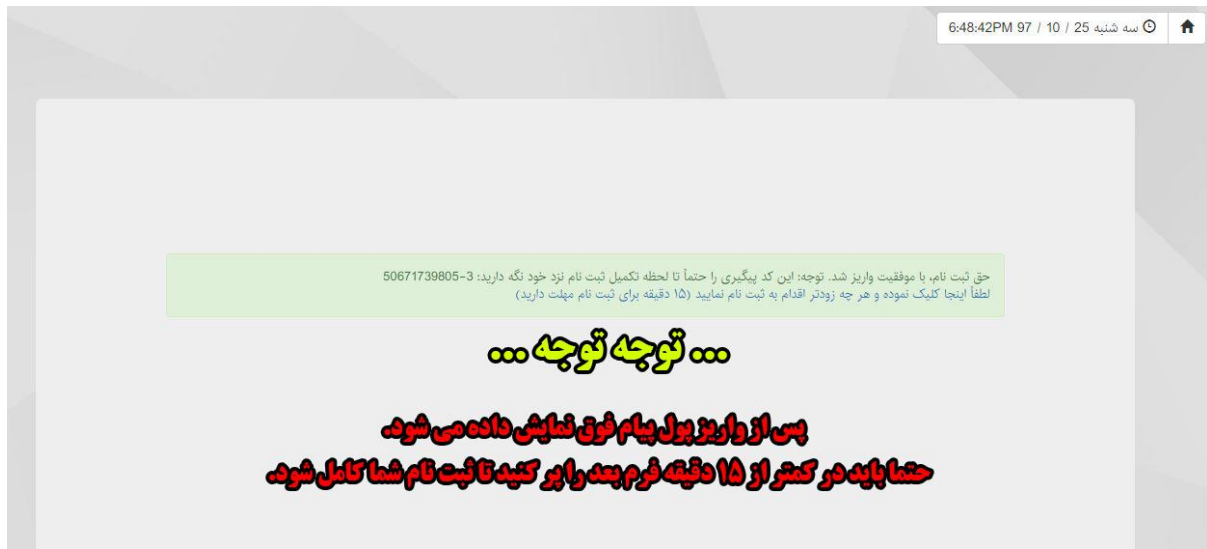 سه شنبه 25 / 10 / 97 6:48:42PM
حق ثبت نام، با موفقیت واریز شد. توجه: این کد پیگیری را حتماً تا لحظه تکمیل ثبت نام نزد خود نگه دارید: 3-50671739805
لطفاً اینجا کلیک نموده و هر چه زودتر اقدام به ثبت نام نمایید (۱۵ دقیقه برای ثبت نام مهلت دارید)
... توجه توجه ...
پس از واریز پول پیام فوق نمایش داده می شود.
حتما باید در کمتر از ۱۵ دقیقه فرم بعد را پر کنید تا ثبت نام شما کامل شود.